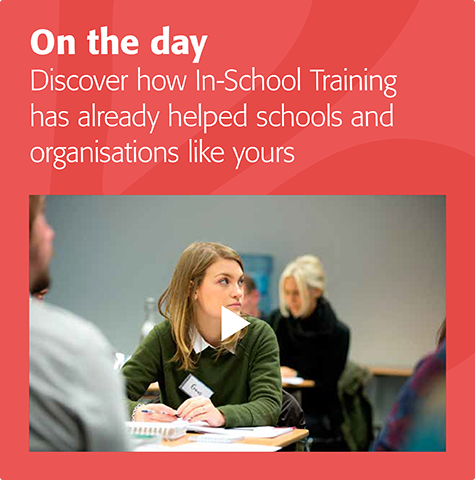 On the day
Discover how In-School Training
has already helped schools and
organisations like yours